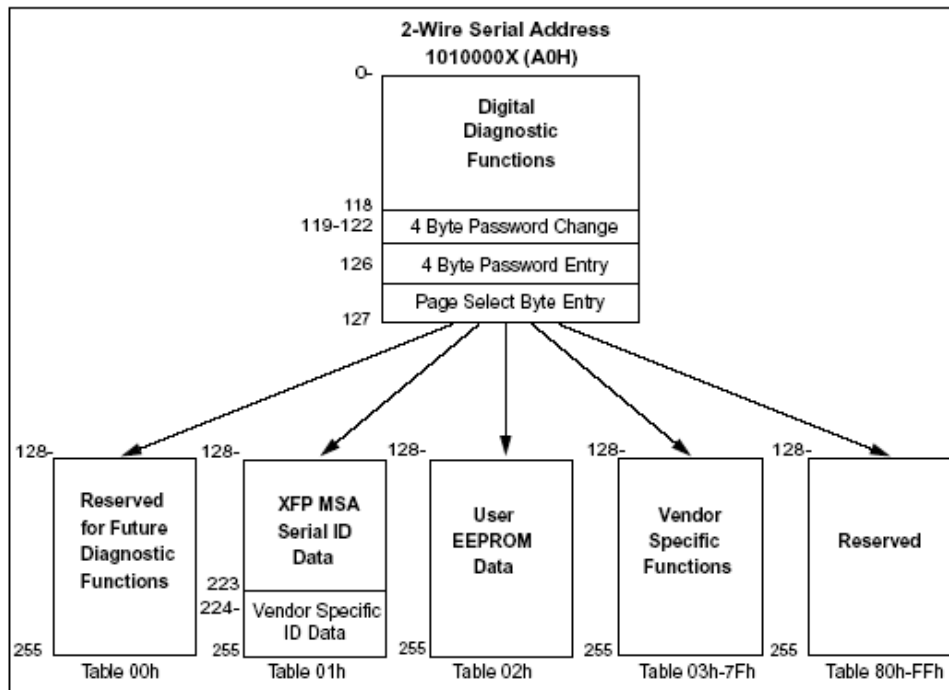 2-Wire Serial Address
1010000X (A0H)
0-
Digital
Diagnostic
Functions
118
119-122
4 Byte Password Change
126
4 Byte Password Entry
Page Select Byte Entry
127
128-
Reserved
for Future
Diagnostic
Functions
255
Table 00h
128-
XFP MSA
Serial ID
Data
223
224-
Vendor Specific
ID Data
255
Table 01h
128-
User
EEPROM
Data
255
Table 02h
128-
Vendor
Specific
Functions
255
Table 03h-7Fh
128-
Reserved
255
Table 80h-FFh